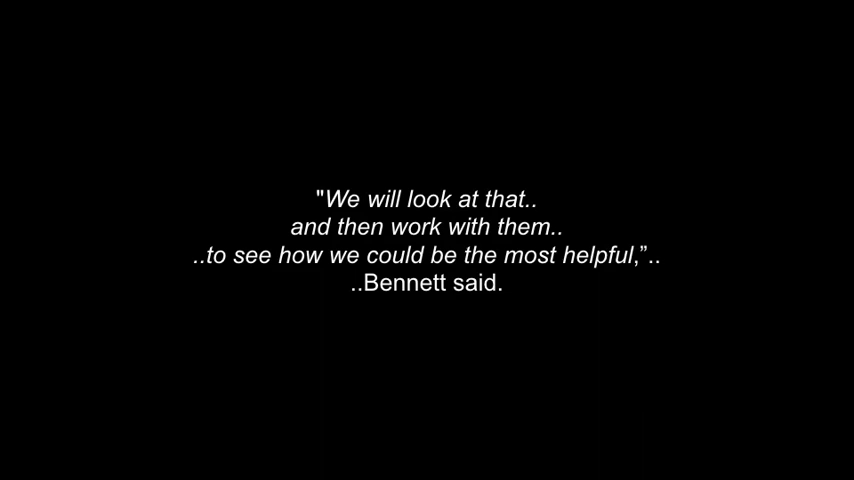 "We will look at that..
and then work with them..
..to see how we could be the most helpful,”..
..Bennett said.